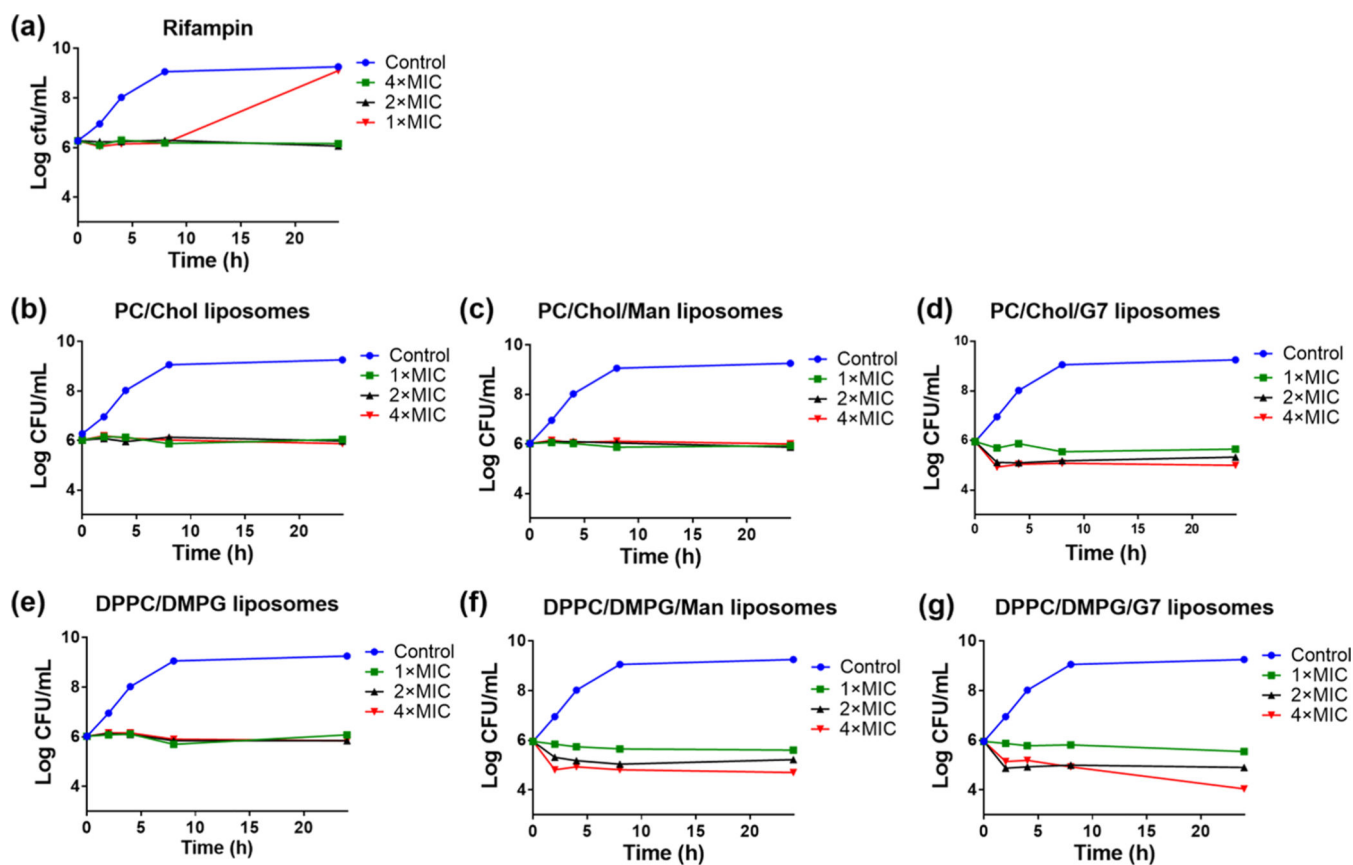 (a)
Rifampin
10
8
6
4
Log cfu/mL
0
5
10
15
20
Time (h)
Control
4×MIC
2×MIC
1×MIC
(b)
PC/Chol liposomes
10
8
6
4
Log CFU/mL
0
5
10
15
20
Time (h)
Control
1×MIC
2×MIC
4×MIC
(c)
PC/Chol/Man liposomes
10
8
6
4
Log CFU/mL
0
5
10
15
20
Time (h)
Control
1×MIC
2×MIC
4×MIC
(d)
PC/Chol/G7 liposomes
10
8
6
4
Log CFU/mL
0
5
10
15
20
Time (h)
Control
1×MIC
2×MIC
4×MIC
(e)
DPPC/DMPG liposomes
10
8
6
4
Log CFU/mL
0
5
10
15
20
Time (h)
Control
1×MIC
2×MIC
4×MIC
(f)
DPPC/DMPG/Man liposomes
10
8
6
4
Log CFU/mL
0
5
10
15
20
Time (h)
Control
1×MIC
2×MIC
4×MIC
(g)
DPPC/DMPG/G7 liposomes
10
8
6
4
Log CFU/mL
0
5
10
15
20
Time (h)
Control
1×MIC
2×MIC
4×MIC